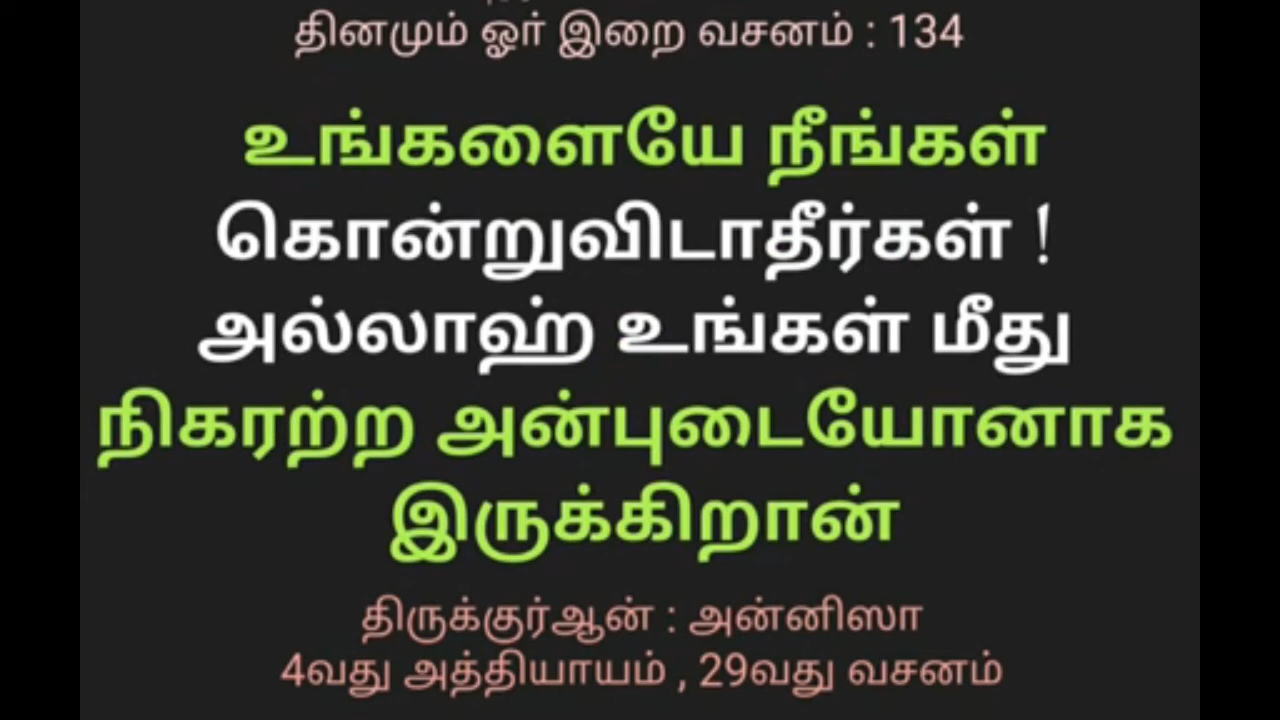 தினமும் ஓர் இறை வசனம் : 134
உங்களையே நீங்கள்
கொன்றுவிடாதீர்கள் !
அல்லாஹ் உங்கள் மீது
நிகரற்ற அன்புடையோனாக
இருக்கிறான்
திருக்குர்ஆன் : அன்னிஸா
4வது அத்தியாயம் , 29வது வசனம்